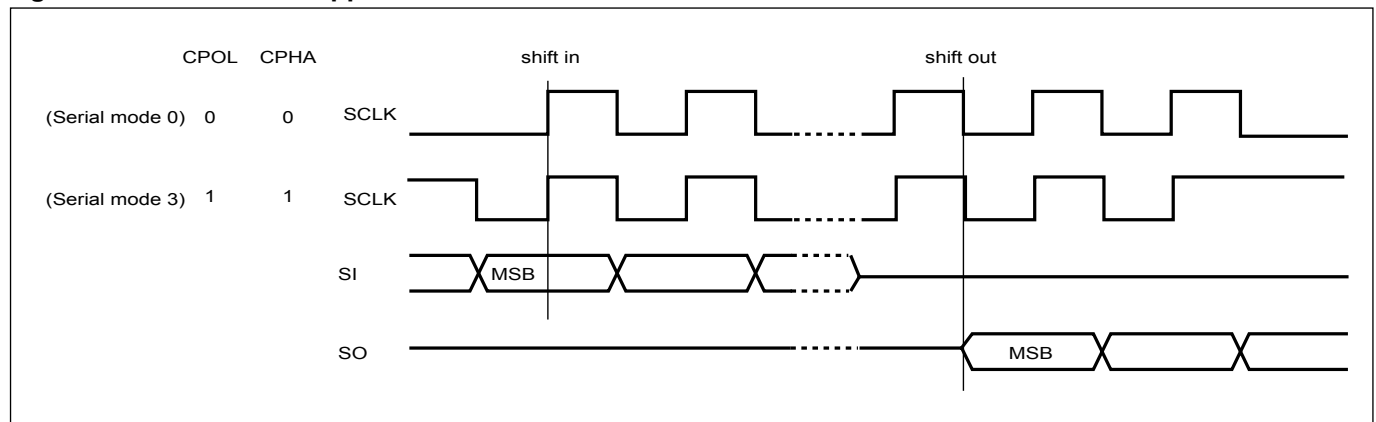 CPOL CPHA shift in shift out
(Serial mode 0) 0 0 SCLK
(Serial mode 3) 1 1 SCLK
SI MSB
SO MSB